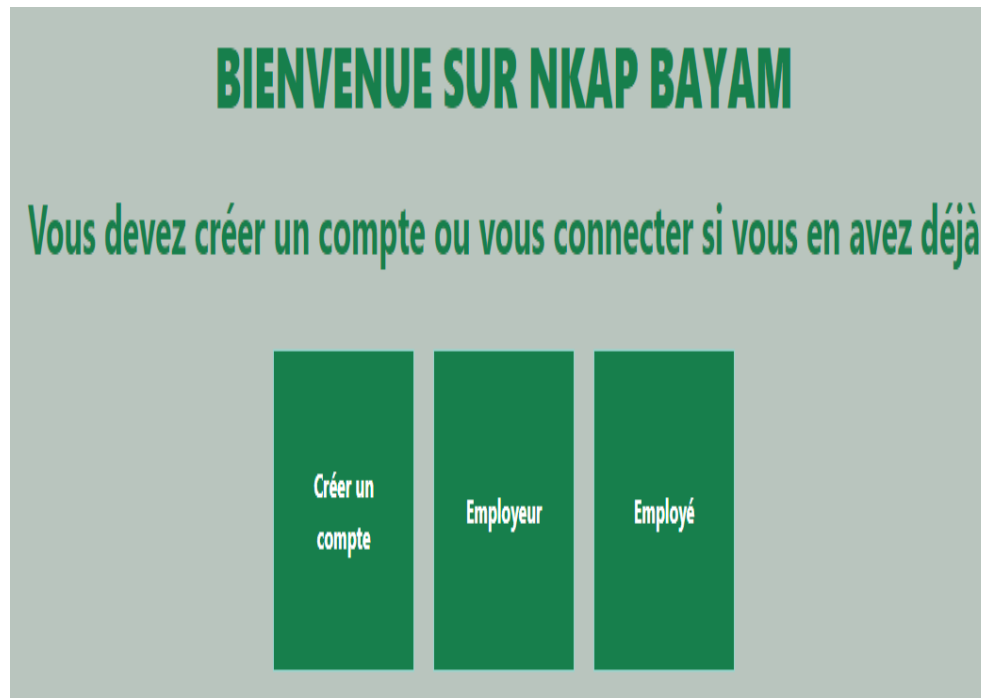 BIENVENUE SUR NKAP BAYAM
Vous devez créer un compte ou vous connecter si vous en avez déjà
Créer un
compte
Employeur
Employé